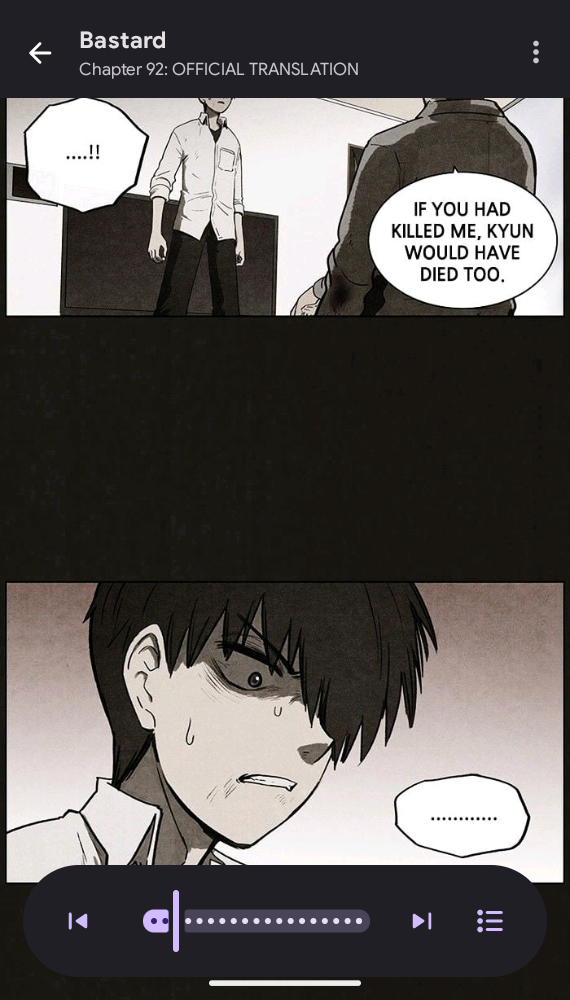 Bastard
Chapter 92: OFFICIAL TRANSLATION
....!!
IF YOU HAD
KILLED ME, KYUN
WOULD HAVE
DIED TOO.
............